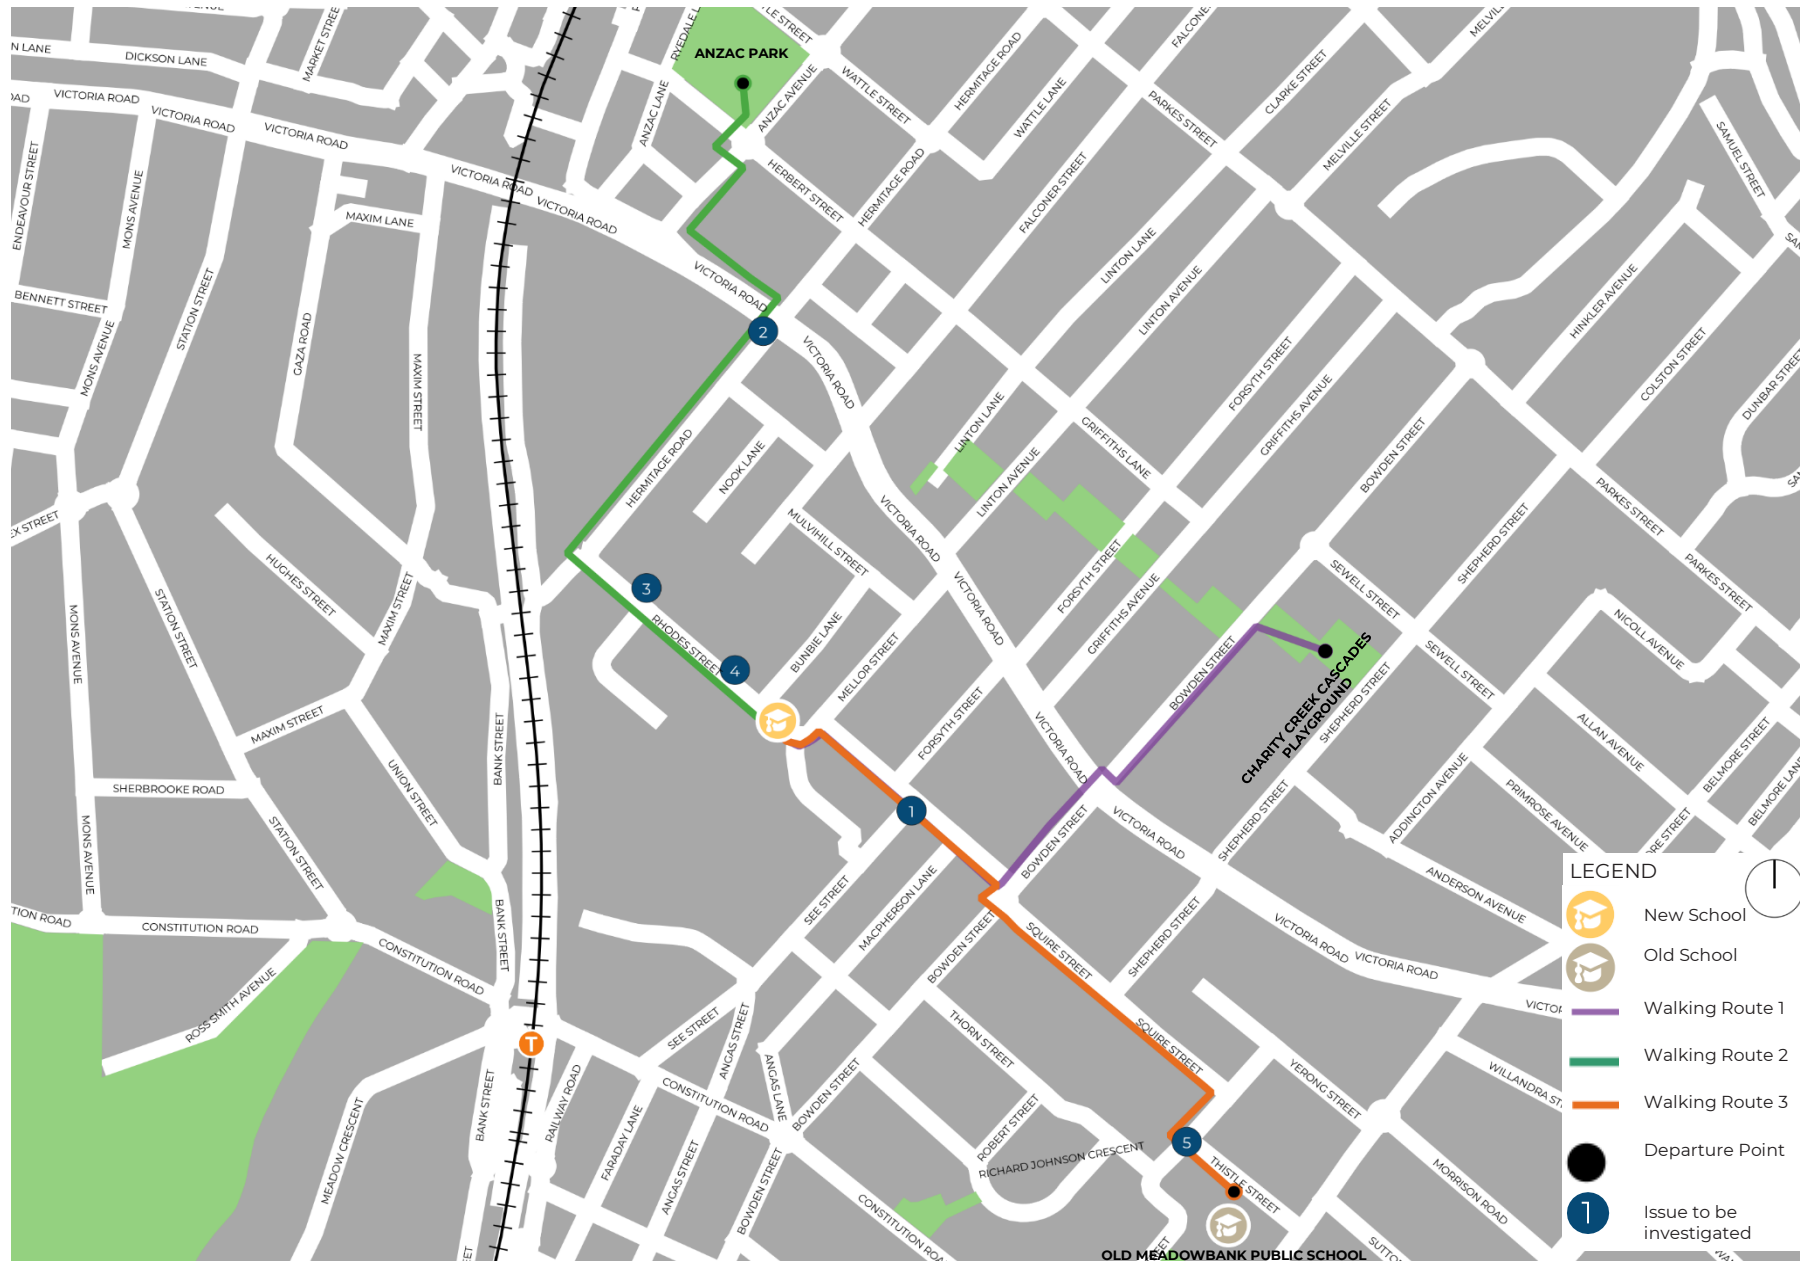 ANZAC PARK
DICKSON LANE
MARKET STREET
VICTORIA ROAD
VICTORIA ROAD
VICTORIA ROAD
VICTORIA ROAD
VICTORIA ROAD
VICTORIA ROAD
ANZAC LANE
ANZAC AVENUE
WATTLE STREET
HERMITAGE ROAD
WATTLE LANE
PARKES STREET
CLARKE STREET
MELVILLE STREET
SAMUEL STREET
ENDEAVOUR STREET
MONS AVENUE
MAXIM LANE
HERBERT STREET
HERMITAGE ROAD
FALCONER STREET
LINTON LANE
LINTON AVENUE
HINKLER AVENUE
COLSTON STREET
DUNBAR STREET
BENNETT STREET
MONS AVENUE
STATION STREET
GAZA ROAD
MAXIM STREET
2
VICTORIA ROAD
FORSYTH STREET
GRIFFITHS AVENUE
LINTON LANE
GRIFFITHS LANE
BOWDEN STREET
HERMITAGE ROAD
NOOK LANE
LINTON AVENUE
PARKES STREET
PARKES STREET
SHEPHERD STREET
MULVIHILL STREET
VICTORIA ROAD
VICTORIA ROAD
FORSYTH STREET
GRIFFITHS AVENUE
SEWELL STREET
SEWELL STREET
NICOLL AVENUE
HUGHES STREET
MAXIM STREET
STATION STREET
MONS AVENUE
3
RHODES STREET
4
BUNBIE LANE
MELLOR STREET
BOWDEN STREET
CHARITY CREEK CASCADES
PLAYGROUND
SHEPHERD STREET
ALLAN AVENUE
BELMORE STREET
BELMORE LANE
MAXIM STREET
BANK STREET
UNION STREET
FORSYTH STREET
VICTORIA ROAD
ADDINGTON AVENUE
PRIMROSE AVENUE
SHERBROOKE ROAD
STATION STREET
MONS AVENUE
1
BOWDEN STREET
VICTORIA ROAD
SHEPHERD STREET
ANDERSON AVENUE
SEE STREET
MACPHERSON LANE
BOWDEN STREET
SQUIRE STREET
SHEPHERD STREET
VICTORIA ROAD
VICTORIA ROAD
CONSTITUTION ROAD
CONSTITUTION ROAD
BANK STREET
ROSS SMITH AVENUE
T
SEE STREET
ANGAS STREET
ANGAS LANE
THORN STREET
SQUIRE STREET
YERONG STREET
MEADOW CRESCENT
BANK STREET
RAILWAY ROAD
FARADAY LANE
CONSTITUTION ROAD
BOWDEN STREET
ANGAS STREET
BOWDEN STREET
ROBERT STREET
RICHARD JOHNSON CRESCENT
5
THISTLE STREET
MORRISON ROAD
OLD MEADOWBANK PUBLIC SCHOOL
LEGEND
New School
Old School
Walking Route 1
Walking Route 2
Walking Route 3
Departure Point
1
Issue to be
investigated